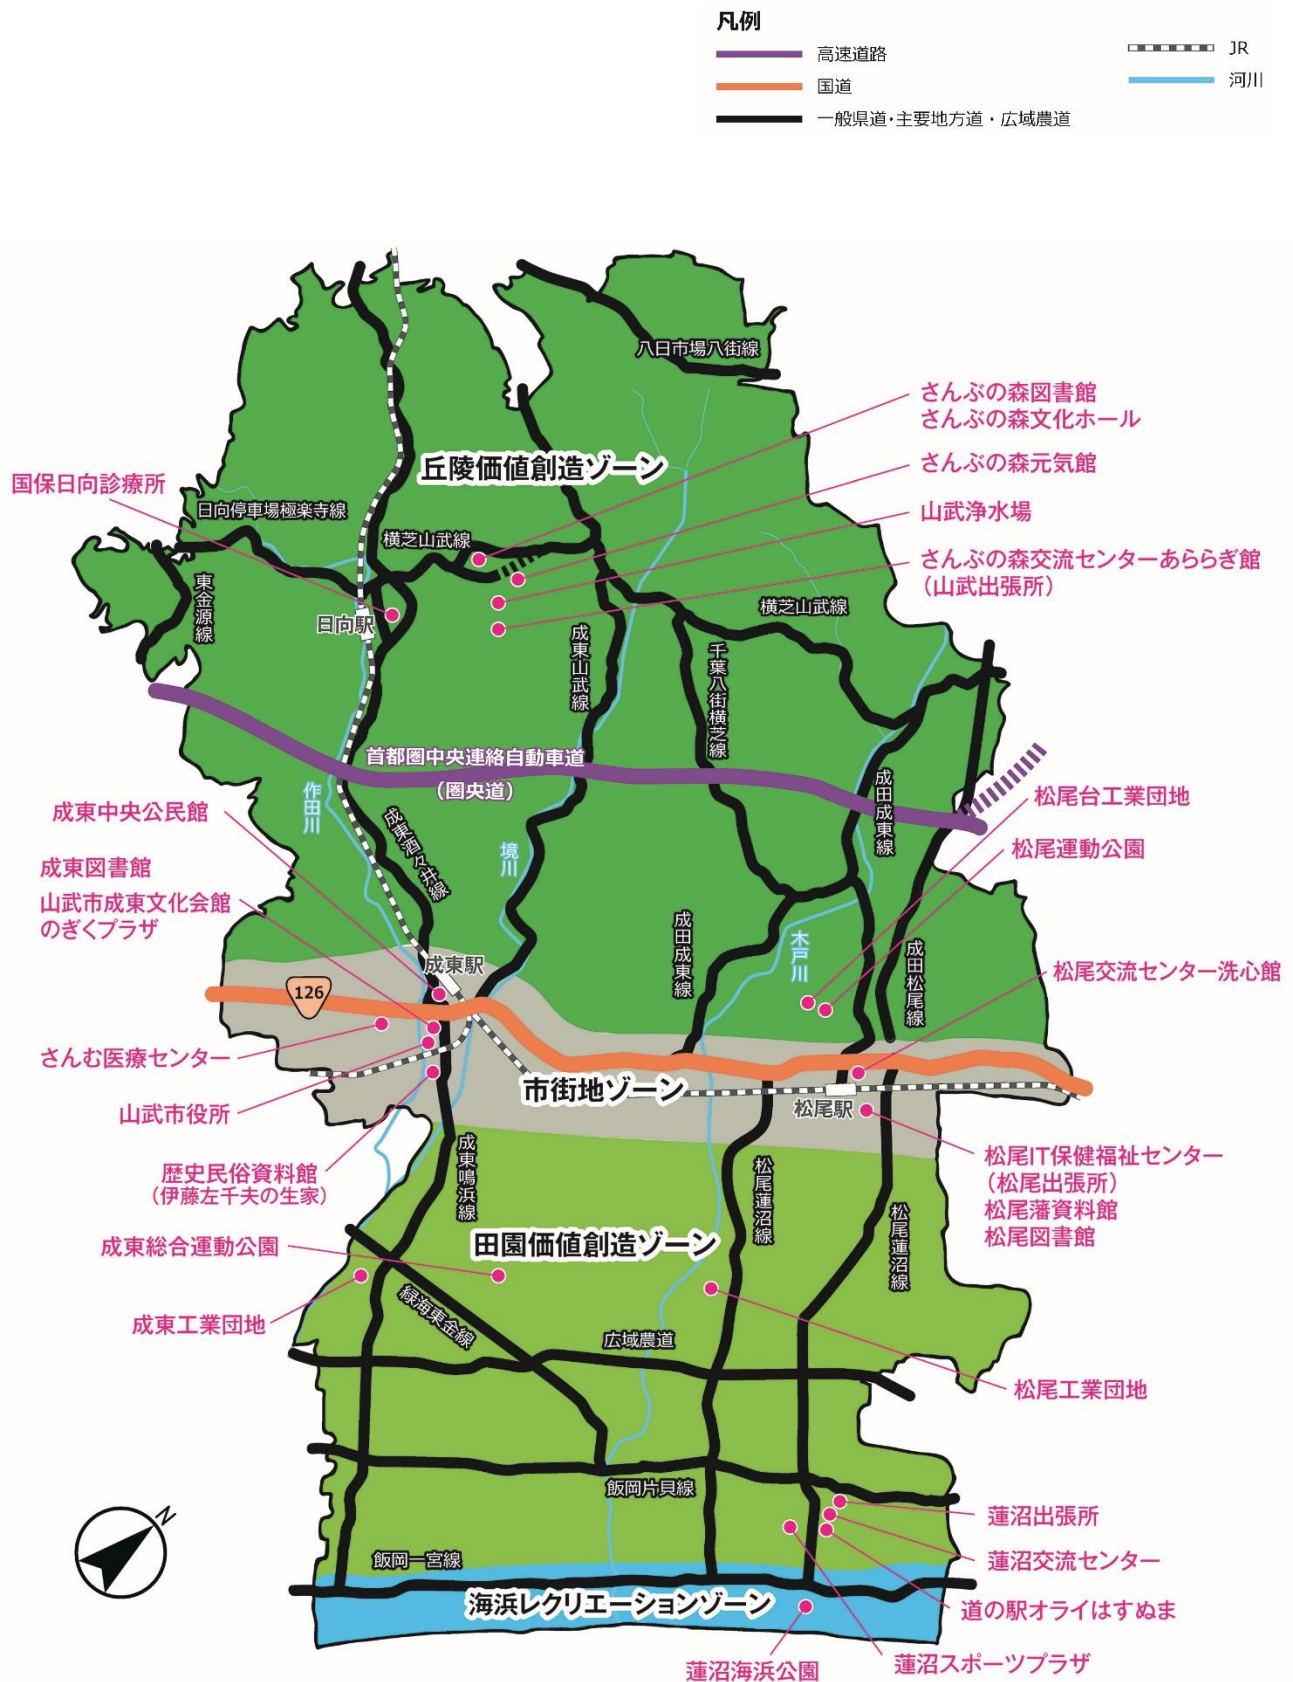 凡例
高速道路
国道
一般県道・主要地方道・広域農道
JR
河川
八日市場八街線
さんぶの森図書館
さんぶの森文化ホール
丘陵価値創造ゾーン
さんぶの森元気館
国保日向診療所
日向停車場極楽寺線
山武浄水場
横芝山武線
さんぶの森交流センターあららぎ館
(山武出張所)
東金源線
横芝山武線
日向駅
成東山武線
千葉八街横芝線
首都圏中央連絡自動車道
(圏央道)
作田川
成田成東線
松尾台工業団地
成東中央公民館
成東酒々井線
境川
松尾運動公園
成東図書館
山武市成東文化会館
のぎくプラザ
成田成東線
木戸川
成田松尾線
成東駅
松尾交流センター洗心館
126
さんむ医療センター
市街地ゾーン
松尾駅
山武市役所
成東鳴浜線
松尾IT保健福祉センター
(松尾出張所)
松尾藩資料館
松尾図書館
歴史民俗資料館
(伊藤左千夫の生家)
松尾蓮沼線
松尾蓮沼線
成東総合運動公園
田園価値創造ゾーン
成東工業団地
緑海東金線
広域農道
松尾工業団地
飯岡片貝線
N
蓮沼出張所
飯岡一宮線
蓮沼交流センター
海浜レクリエーションゾーン
道の駅オライはすぬま
蓮沼海浜公園
蓮沼スポーツプラザ